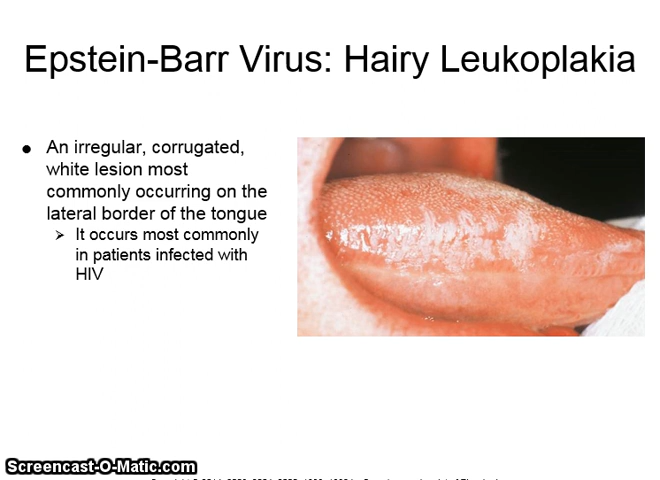 Epstein-Barr Virus: Hairy Leukoplakia
● An irregular, corrugated,
white lesion most
commonly occurring on the
lateral border of the tongue
➢ It occurs most commonly
in patients infected with
HIV
Screencast-O-Matic.com